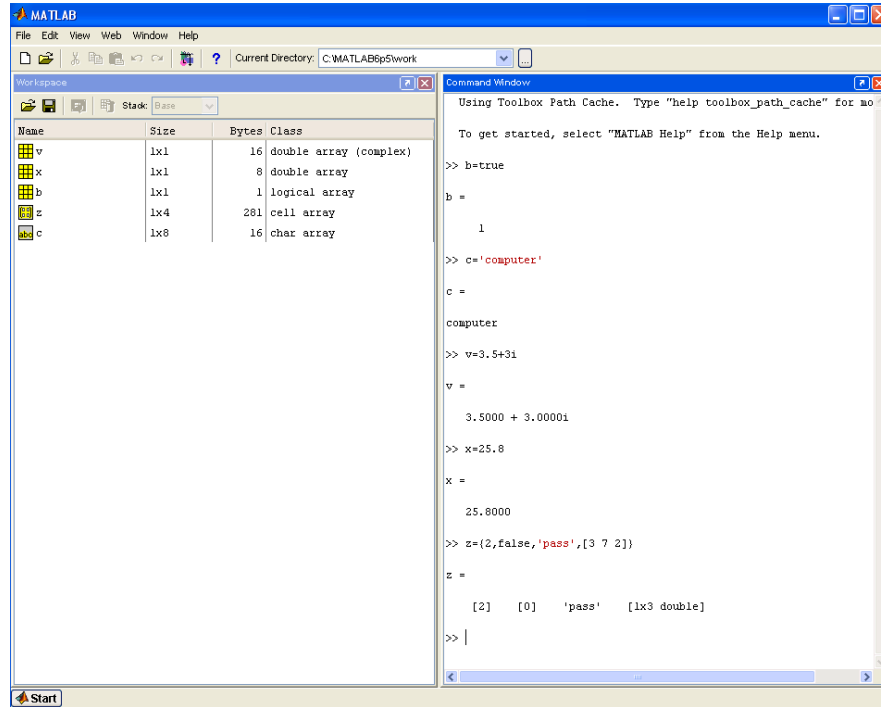 MATLAB
File Edit View Web Window Help
? Current Directory: C:\MATLAB6p5\work ...
Workspace
Stack: Base
Name Size Bytes Class
v 1x1 16 double array (complex)
x 1x1 8 double array
b 1x1 1 logical array
z 1x4 281 cell array
abc c 1x8 16 char array
Command Window
Using Toolbox Path Cache. Type "help toolbox_path_cache" for mo
To get started, select "MATLAB Help" from the Help menu.
>> b=true
b =
1
>> c='computer'
c =
computer
>> v=3.5+3i
v =
3.5000 + 3.0000i
>> x=25.8
x =
25.8000
>> z={2,false,'pass',[3 7 2]}
z =
[2] [0] 'pass' [1x3 double]
>>
Start